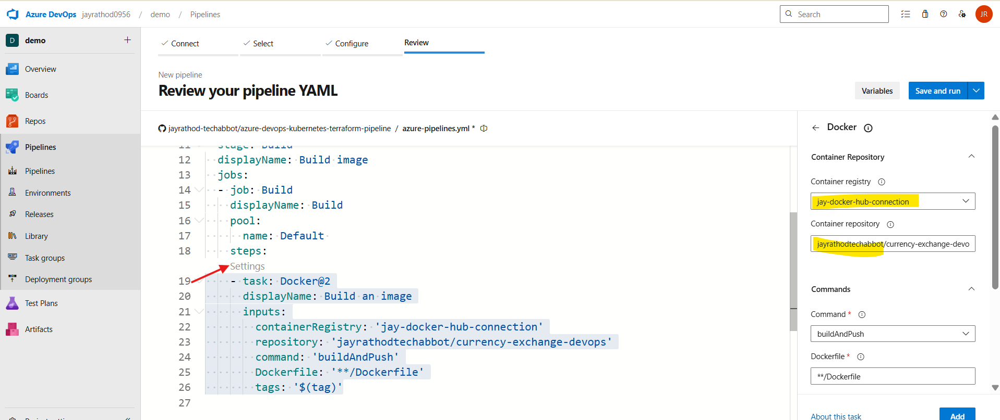 Azure DevOps jayrathod0956 / demo / Pipelines
Search
JR
D demo +
Overview
Boards
Repos
Pipelines
Pipelines
Environments
Releases
Library
Task groups
Deployment groups
Test Plans
Artifacts
Connect
Select
Configure
Review
New pipeline
Review your pipeline YAML
Variables
Save and run
jayrathod-techabbot/azure-devops-kubernetes-terraform-pipeline / azure-pipelines.yml *
11 stage: Build
12 displayName: Build image
13 jobs:
14 - job: Build
15 displayName: Build
16 pool:
17 name: Default
18 steps:
Settings
19 - task: Docker@2
20 displayName: Build an image
21 inputs:
22 containerRegistry: 'jay-docker-hub-connection'
23 repository: 'jayrathodtechabbot/currency-exchange-devops'
24 command: 'buildAndPush'
25 Dockerfile: '**/Dockerfile'
26 tags: '$(tag)'
27
Docker
Container Repository
Container registry
jay-docker-hub-connection
Container repository
jayrathodtechabbot/currency-exchange-devo
Commands
Command *
buildAndPush
Dockerfile *
**/Dockerfile
About this task
Add